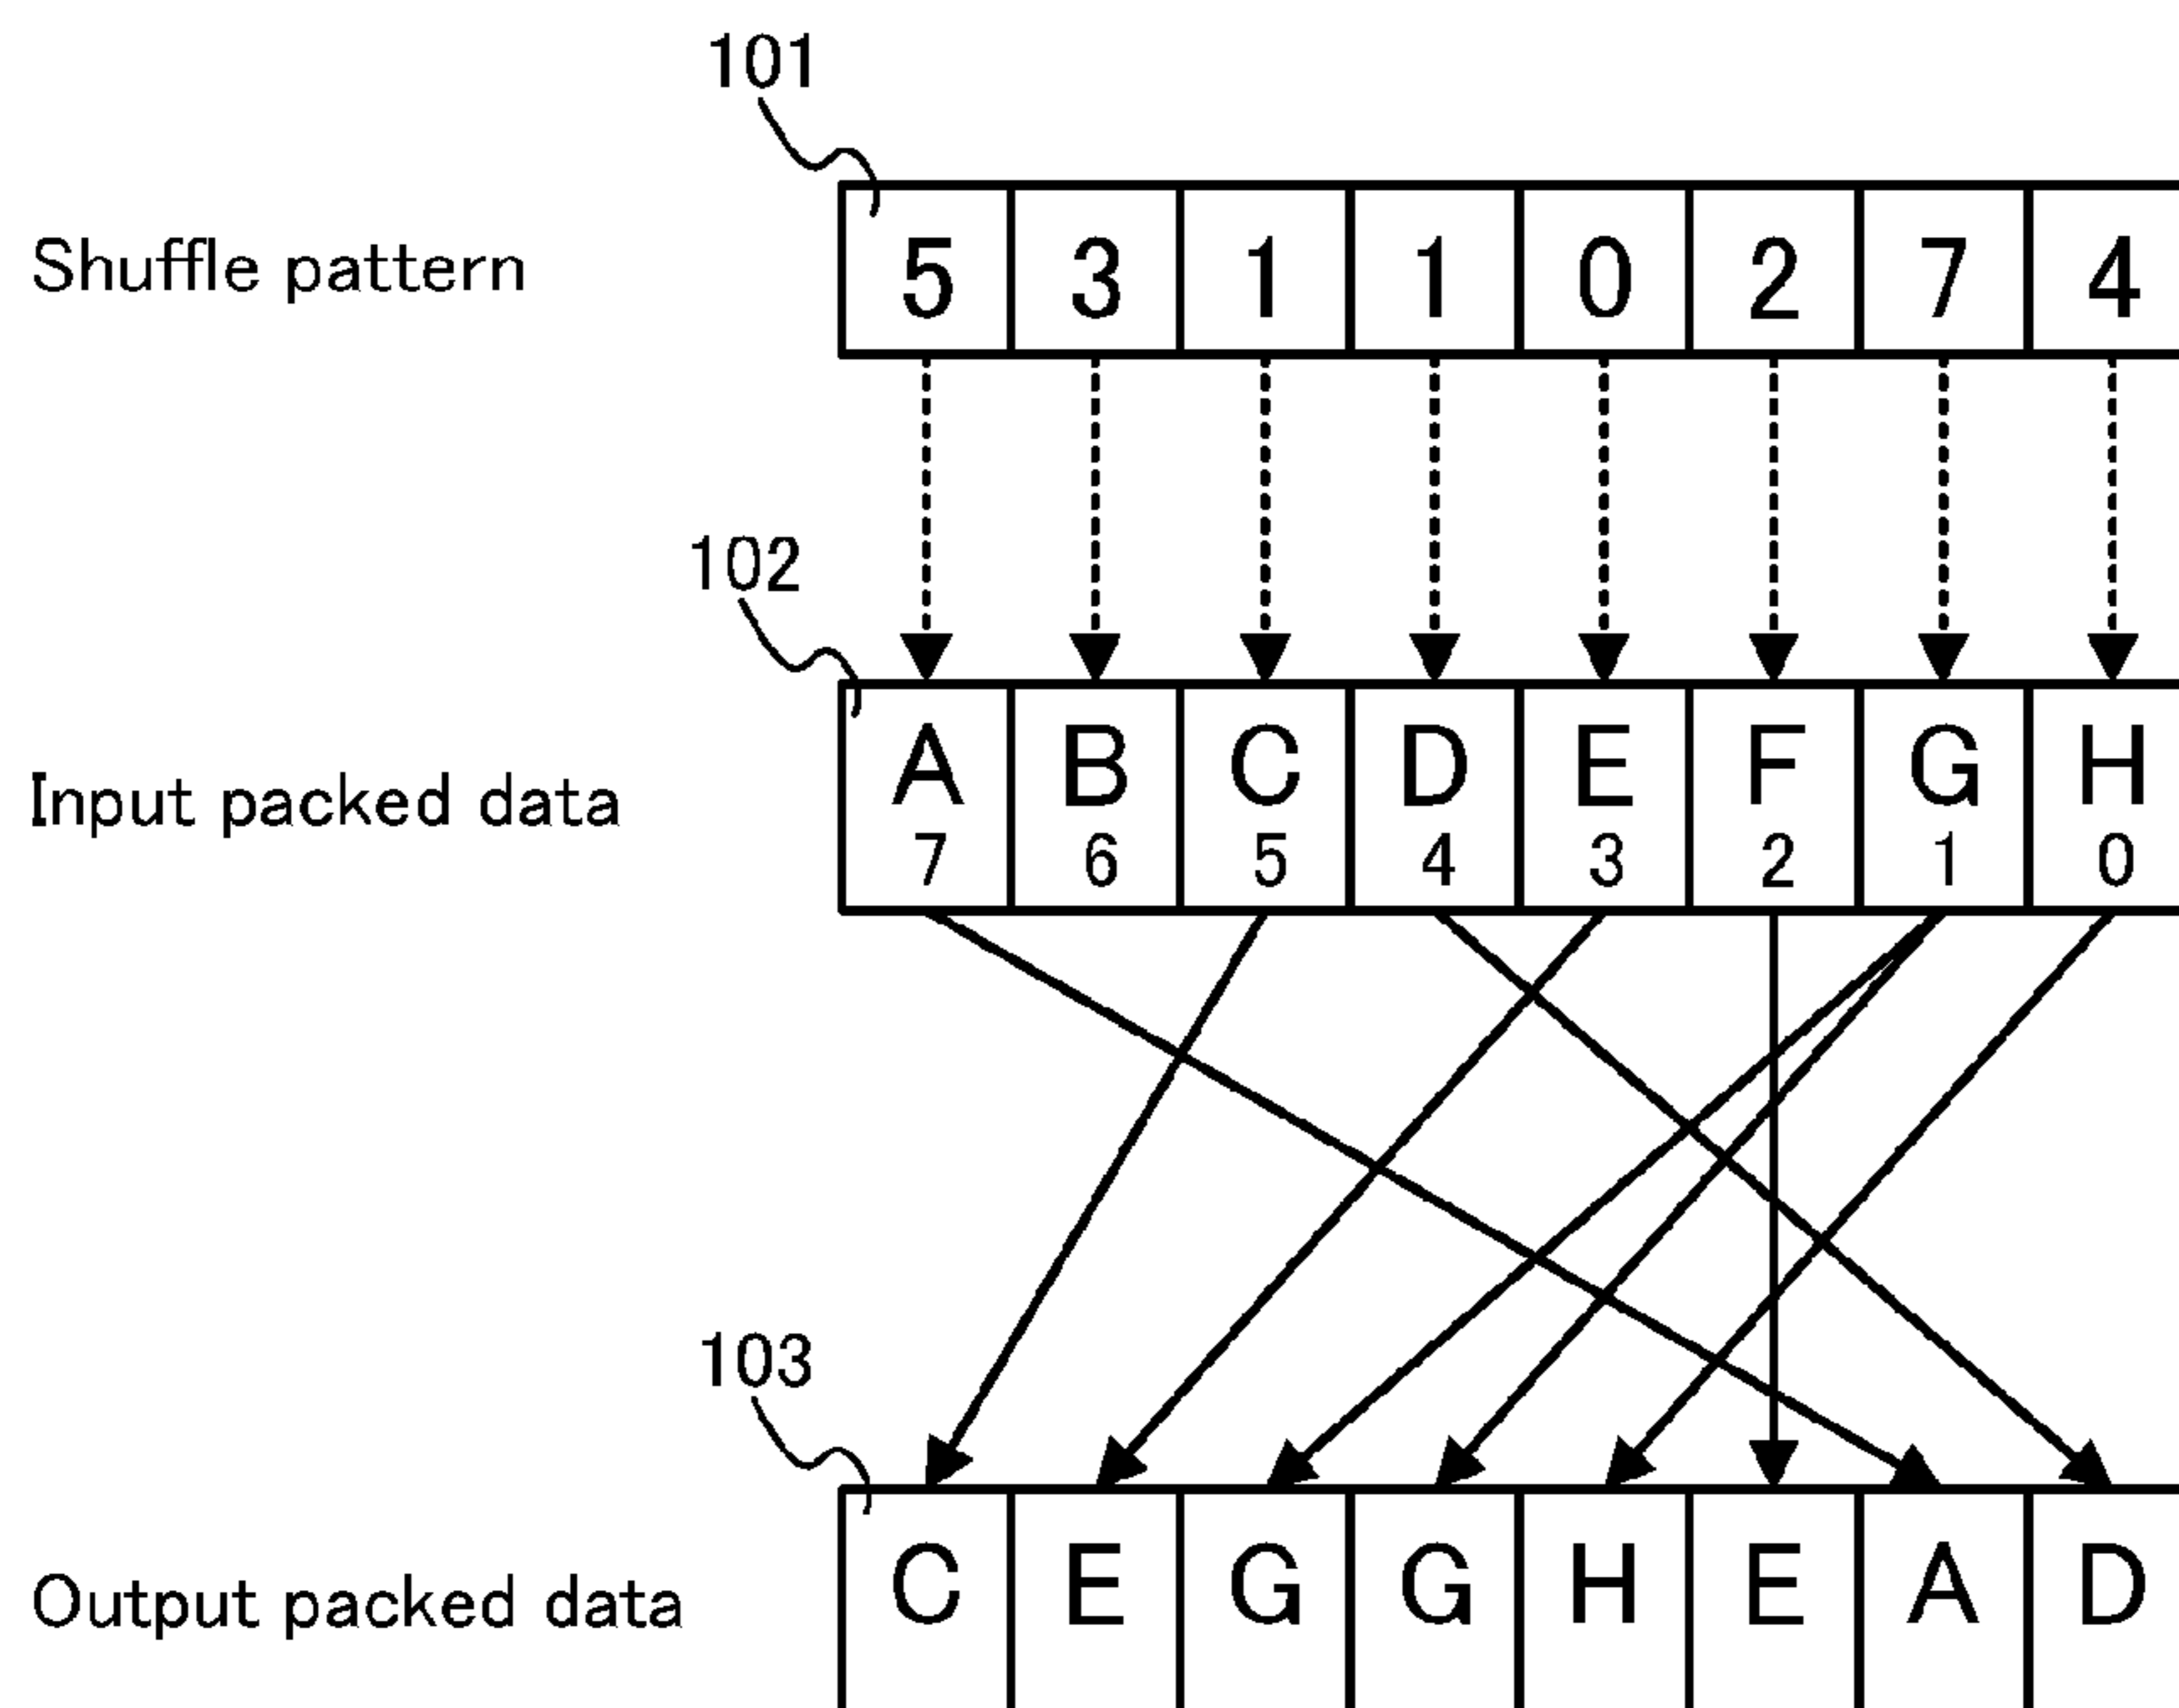 101
Shuffle pattern 5 3 1 1 0 2 7 4
102
A B C D E F G H
Input packed data
7 6 5 4 3 2 1 0
103
Output packed data C E G G H E A D